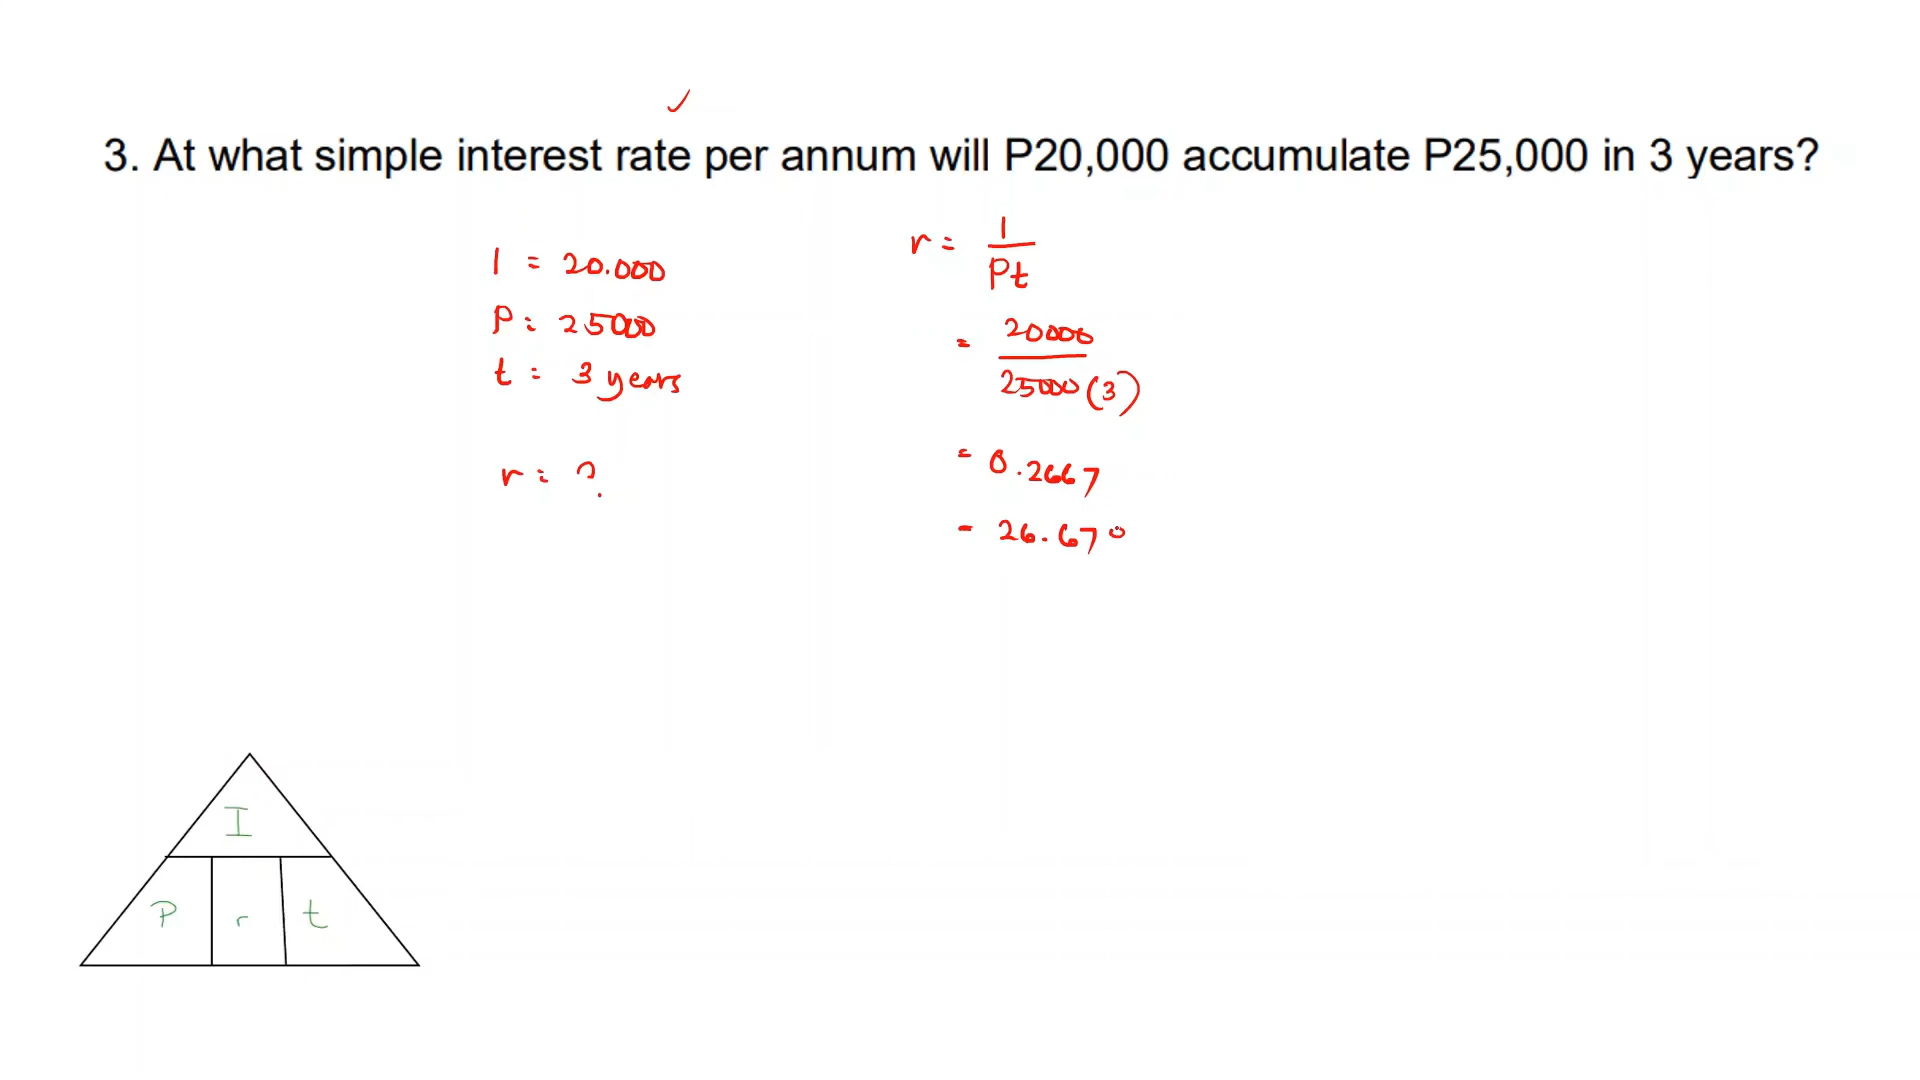 3. At what simple interest rate per annum will P20,000 accumulate P25,000 in 3 years?
I = 20.000
P = 25000
t = 3 years
r = ?
r = I / Pt
= 20000 / 25000 (3)
= 0.2667
= 26.67 0
I
P r t